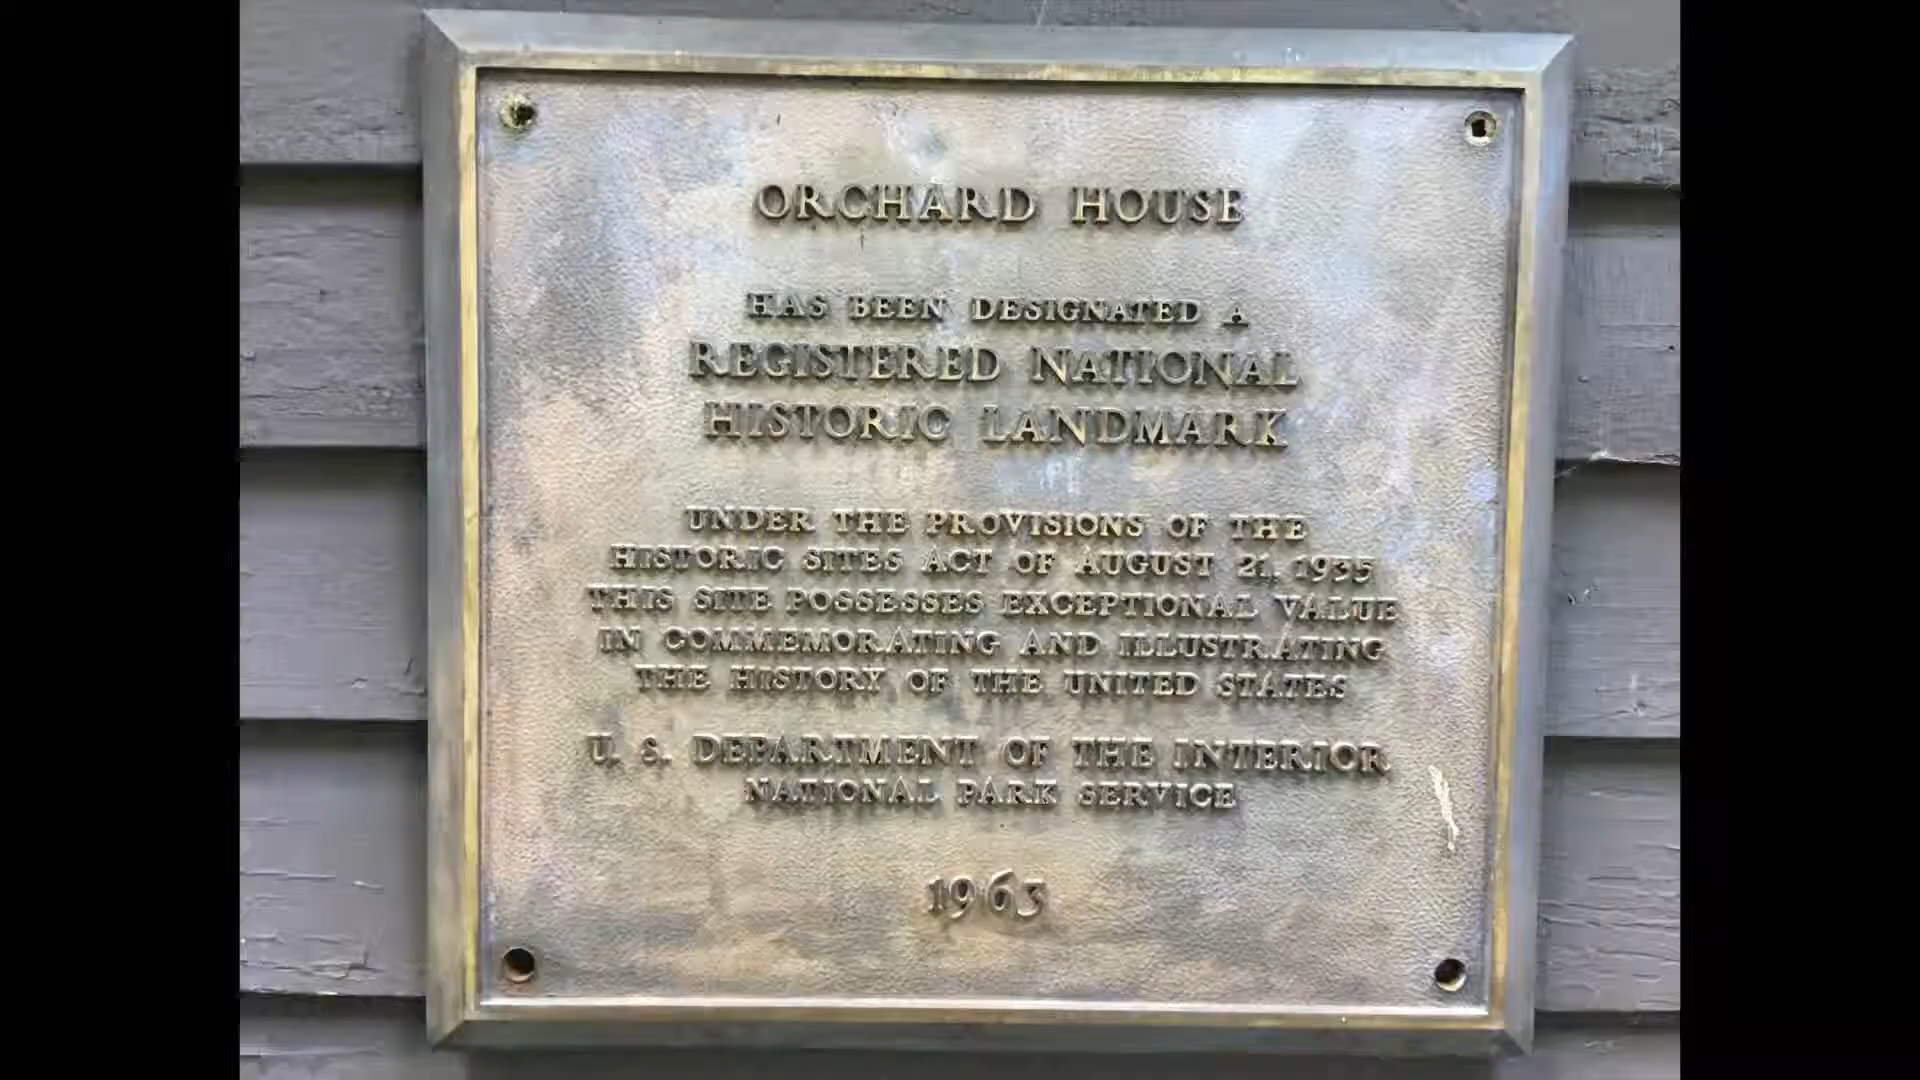 ORCHARD HOUSE
HAS BEEN DESIGNATED A
REGISTERED NATIONAL
HISTORIC LANDMARK
UNDER THE PROVISIONS OF THE
HISTORIC SITES ACT OF AUGUST 21, 1935
THIS SITE POSSESSES EXCEPTIONAL VALUE
IN COMMEMORATING AND ILLUSTRATING
THE HISTORY OF THE UNITED STATES
U. S. DEPARTMENT OF THE INTERIOR
NATIONAL PARK SERVICE
1963